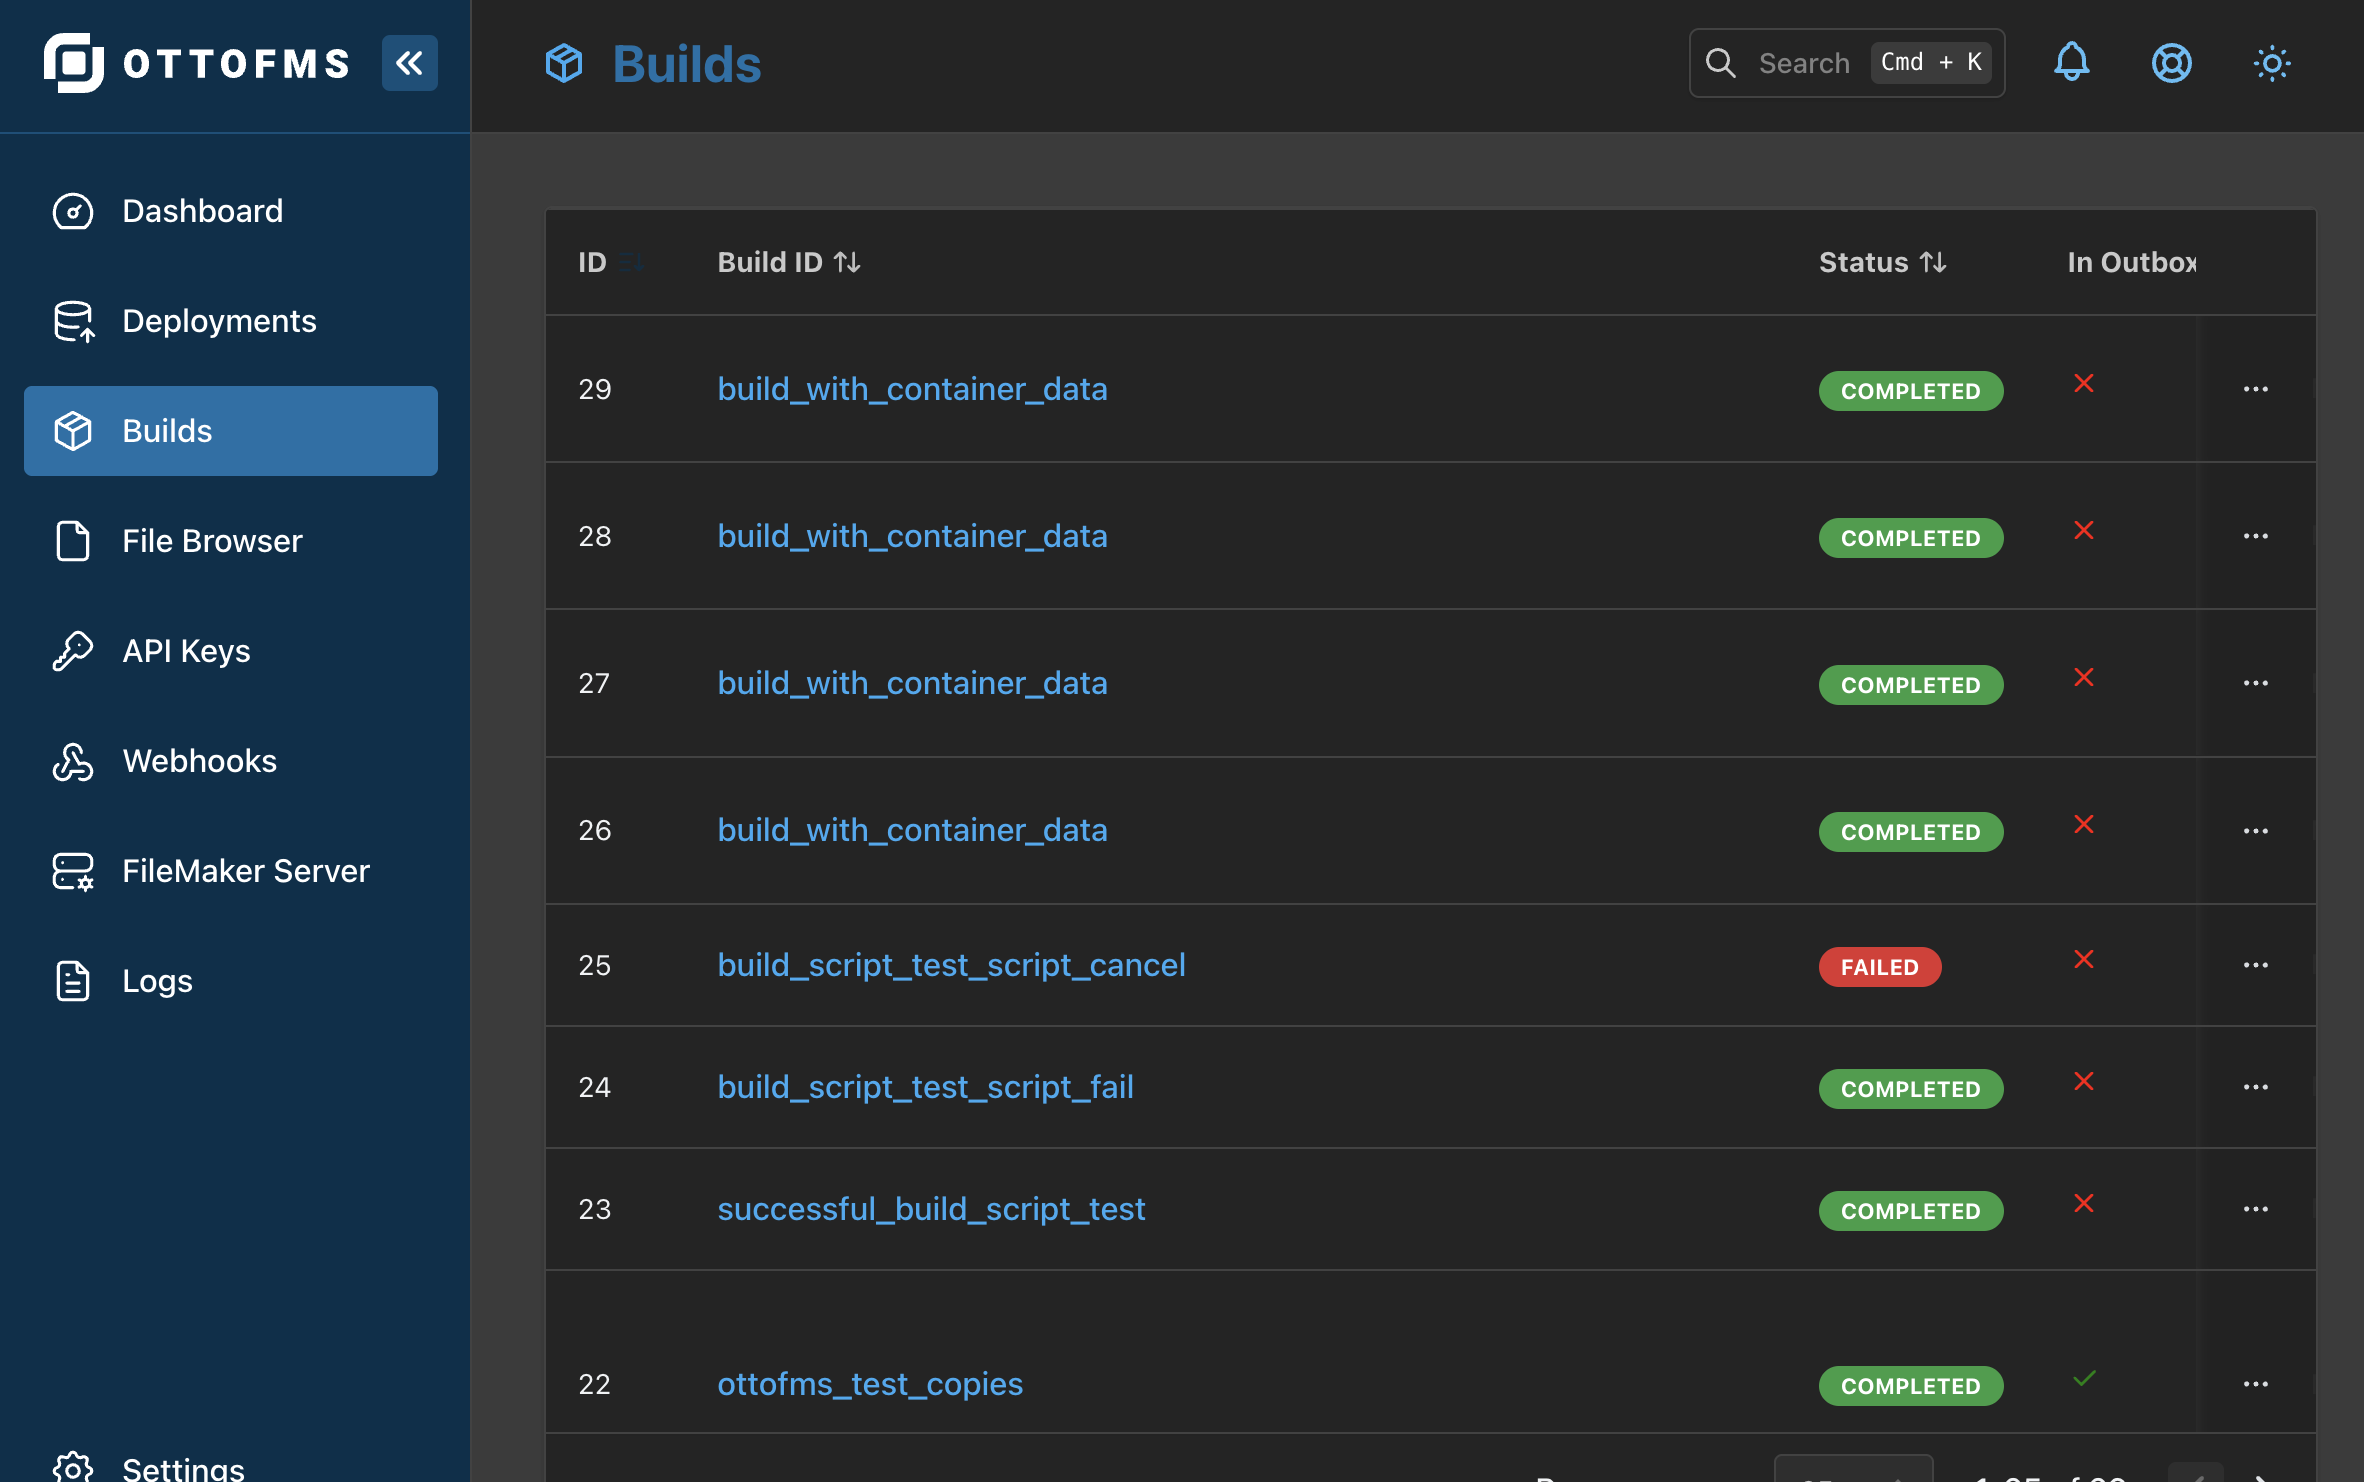 OTTOFMS
Builds
Search Cmd + K
Dashboard
Deployments
Builds
File Browser
API Keys
Webhooks
FileMaker Server
Logs
Settings
ID Build ID Status In Outbox
29 build_with_container_data COMPLETED
28 build_with_container_data COMPLETED
27 build_with_container_data COMPLETED
26 build_with_container_data COMPLETED
25 build_script_test_script_cancel FAILED
24 build_script_test_script_fail COMPLETED
23 successful_build_script_test COMPLETED
22 ottofms_test_copies COMPLETED